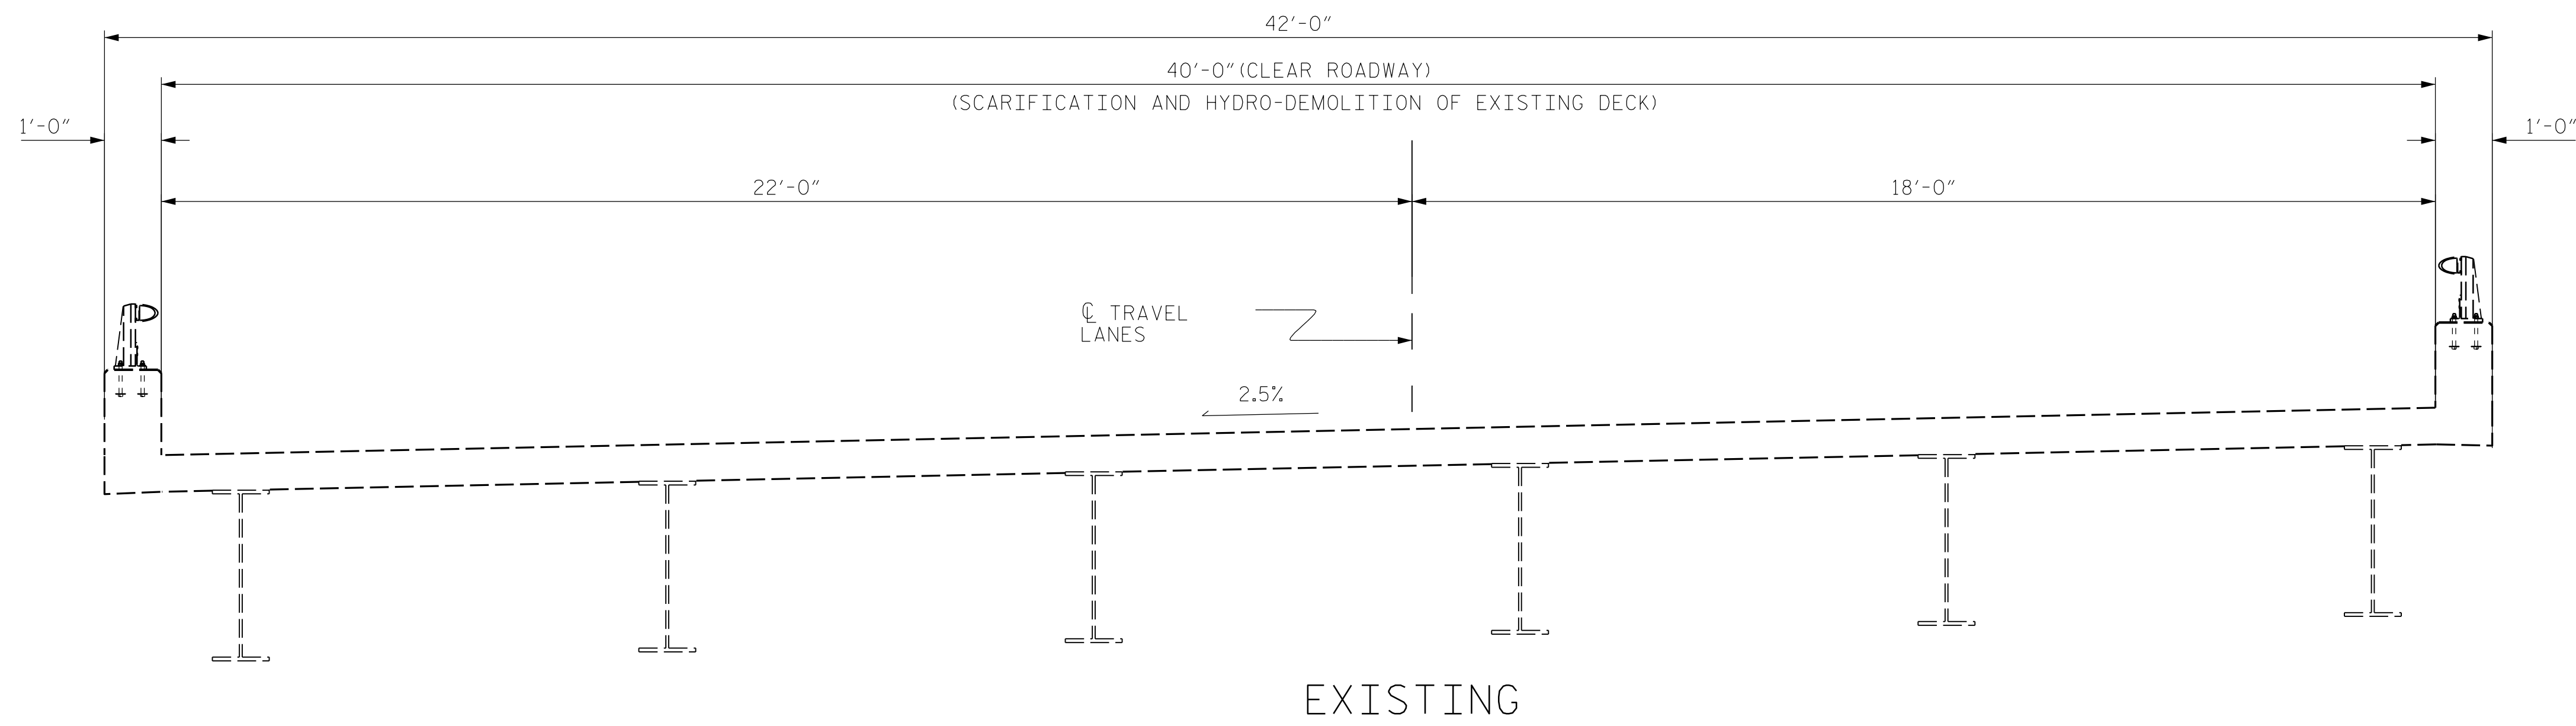 42'-0"
40'-0"(CLEAR ROADWAY)
(SCARIFICATION AND HYDRO-DEMOLITION OF EXISTING DECK)
1'-0"
1'-0"
22'-0"
18'-0"
℄ TRAVEL
LANES
2.5%
EXISTING